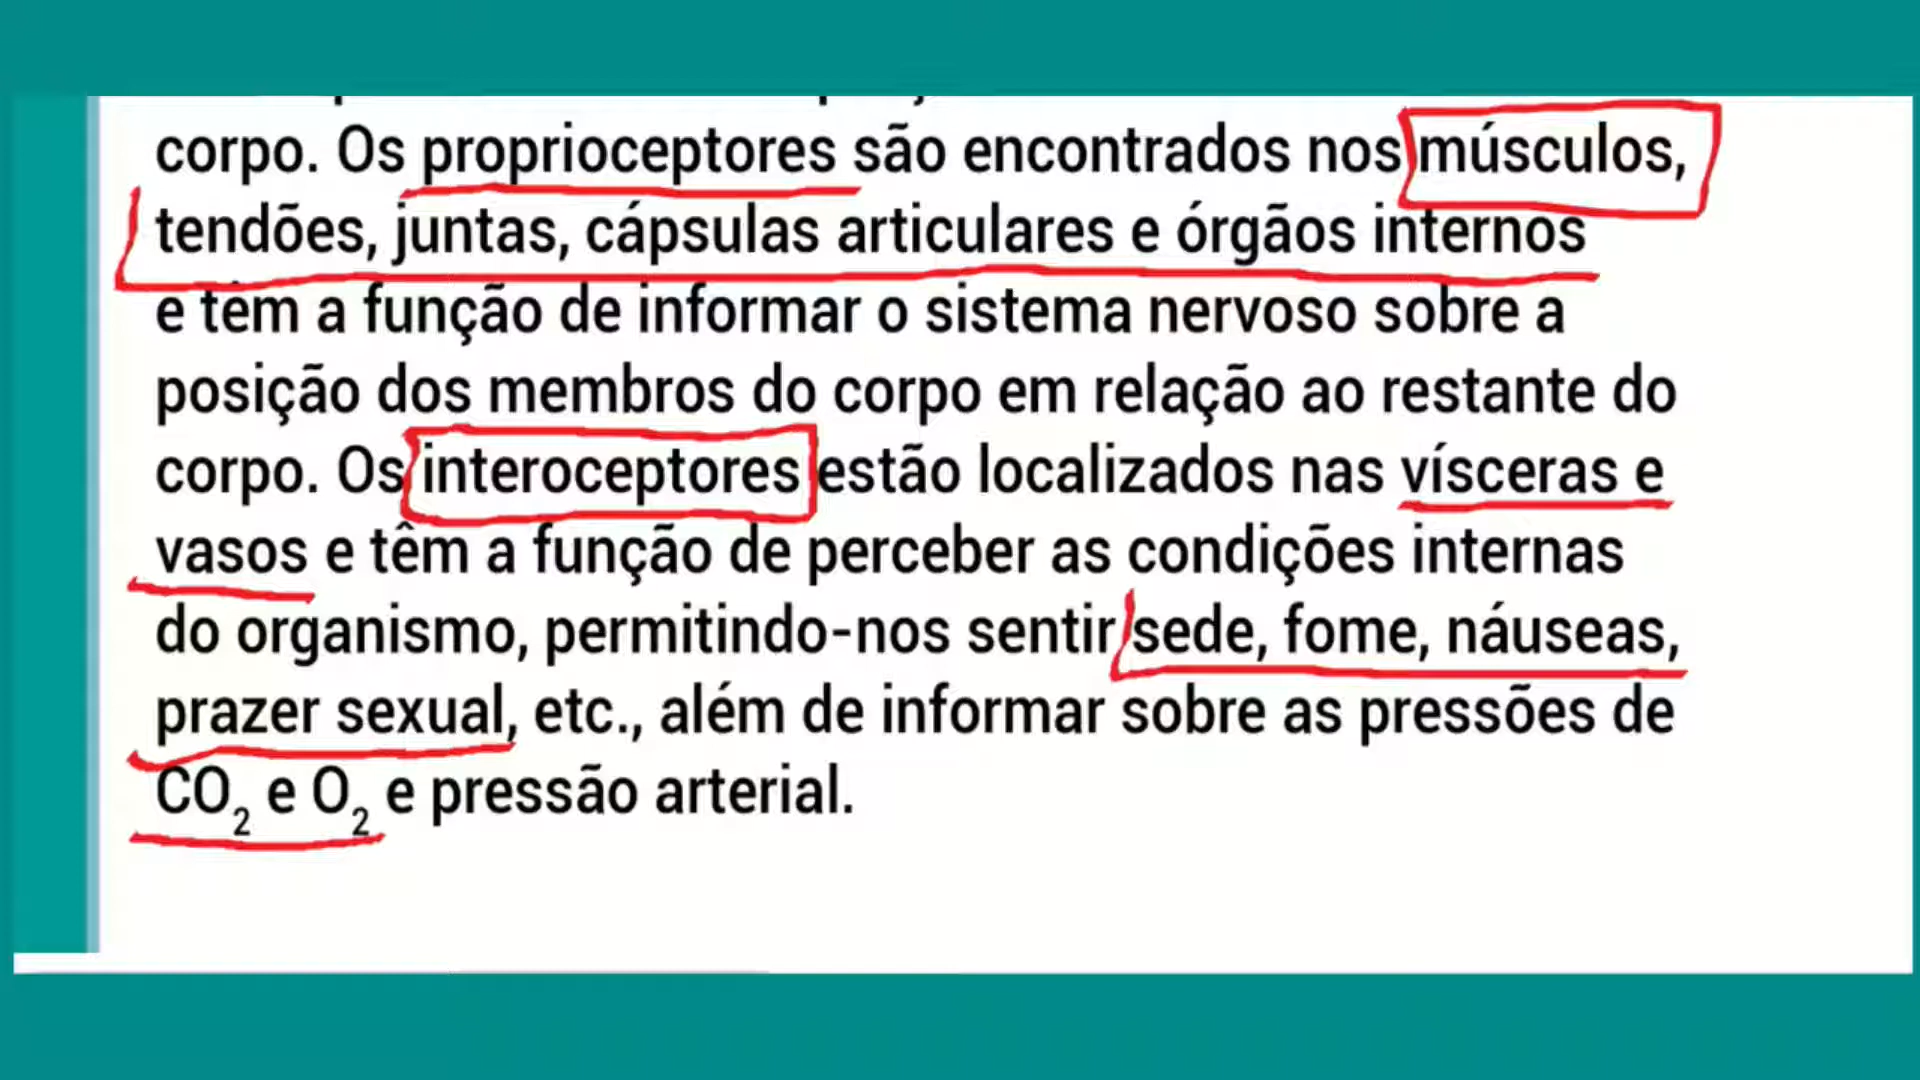 corpo. Os proprioceptores são encontrados nos músculos,
tendões, juntas, cápsulas articulares e órgãos internos
e têm a função de informar o sistema nervoso sobre a
posição dos membros do corpo em relação ao restante do
corpo. Os interoceptores estão localizados nas vísceras e
vasos e têm a função de perceber as condições internas
do organismo, permitindo-nos sentir sede, fome, náuseas,
prazer sexual, etc., além de informar sobre as pressões de
CO₂ e O₂ e pressão arterial.